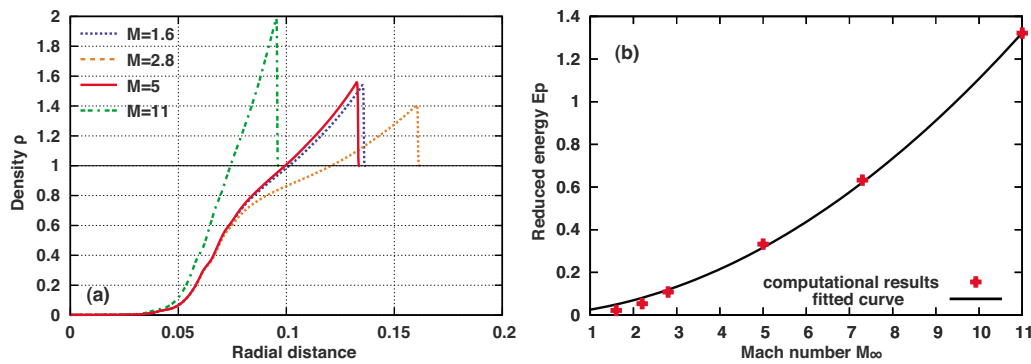 2
1.8
1.6
1.4
1.2
1
0.8
0.6
0.4
0.2
0
Density ρ
M=1.6
M=2.8
M=5
M=11
(a)
0 0.05 0.1 0.15 0.2
Radial distance
1.4
1.2
1
0.8
0.6
0.4
0.2
0
Reduced energy Ep
(b)
computational results
fitted curve
1 2 3 4 5 6 7 8 9 10 11
Mach number M∞